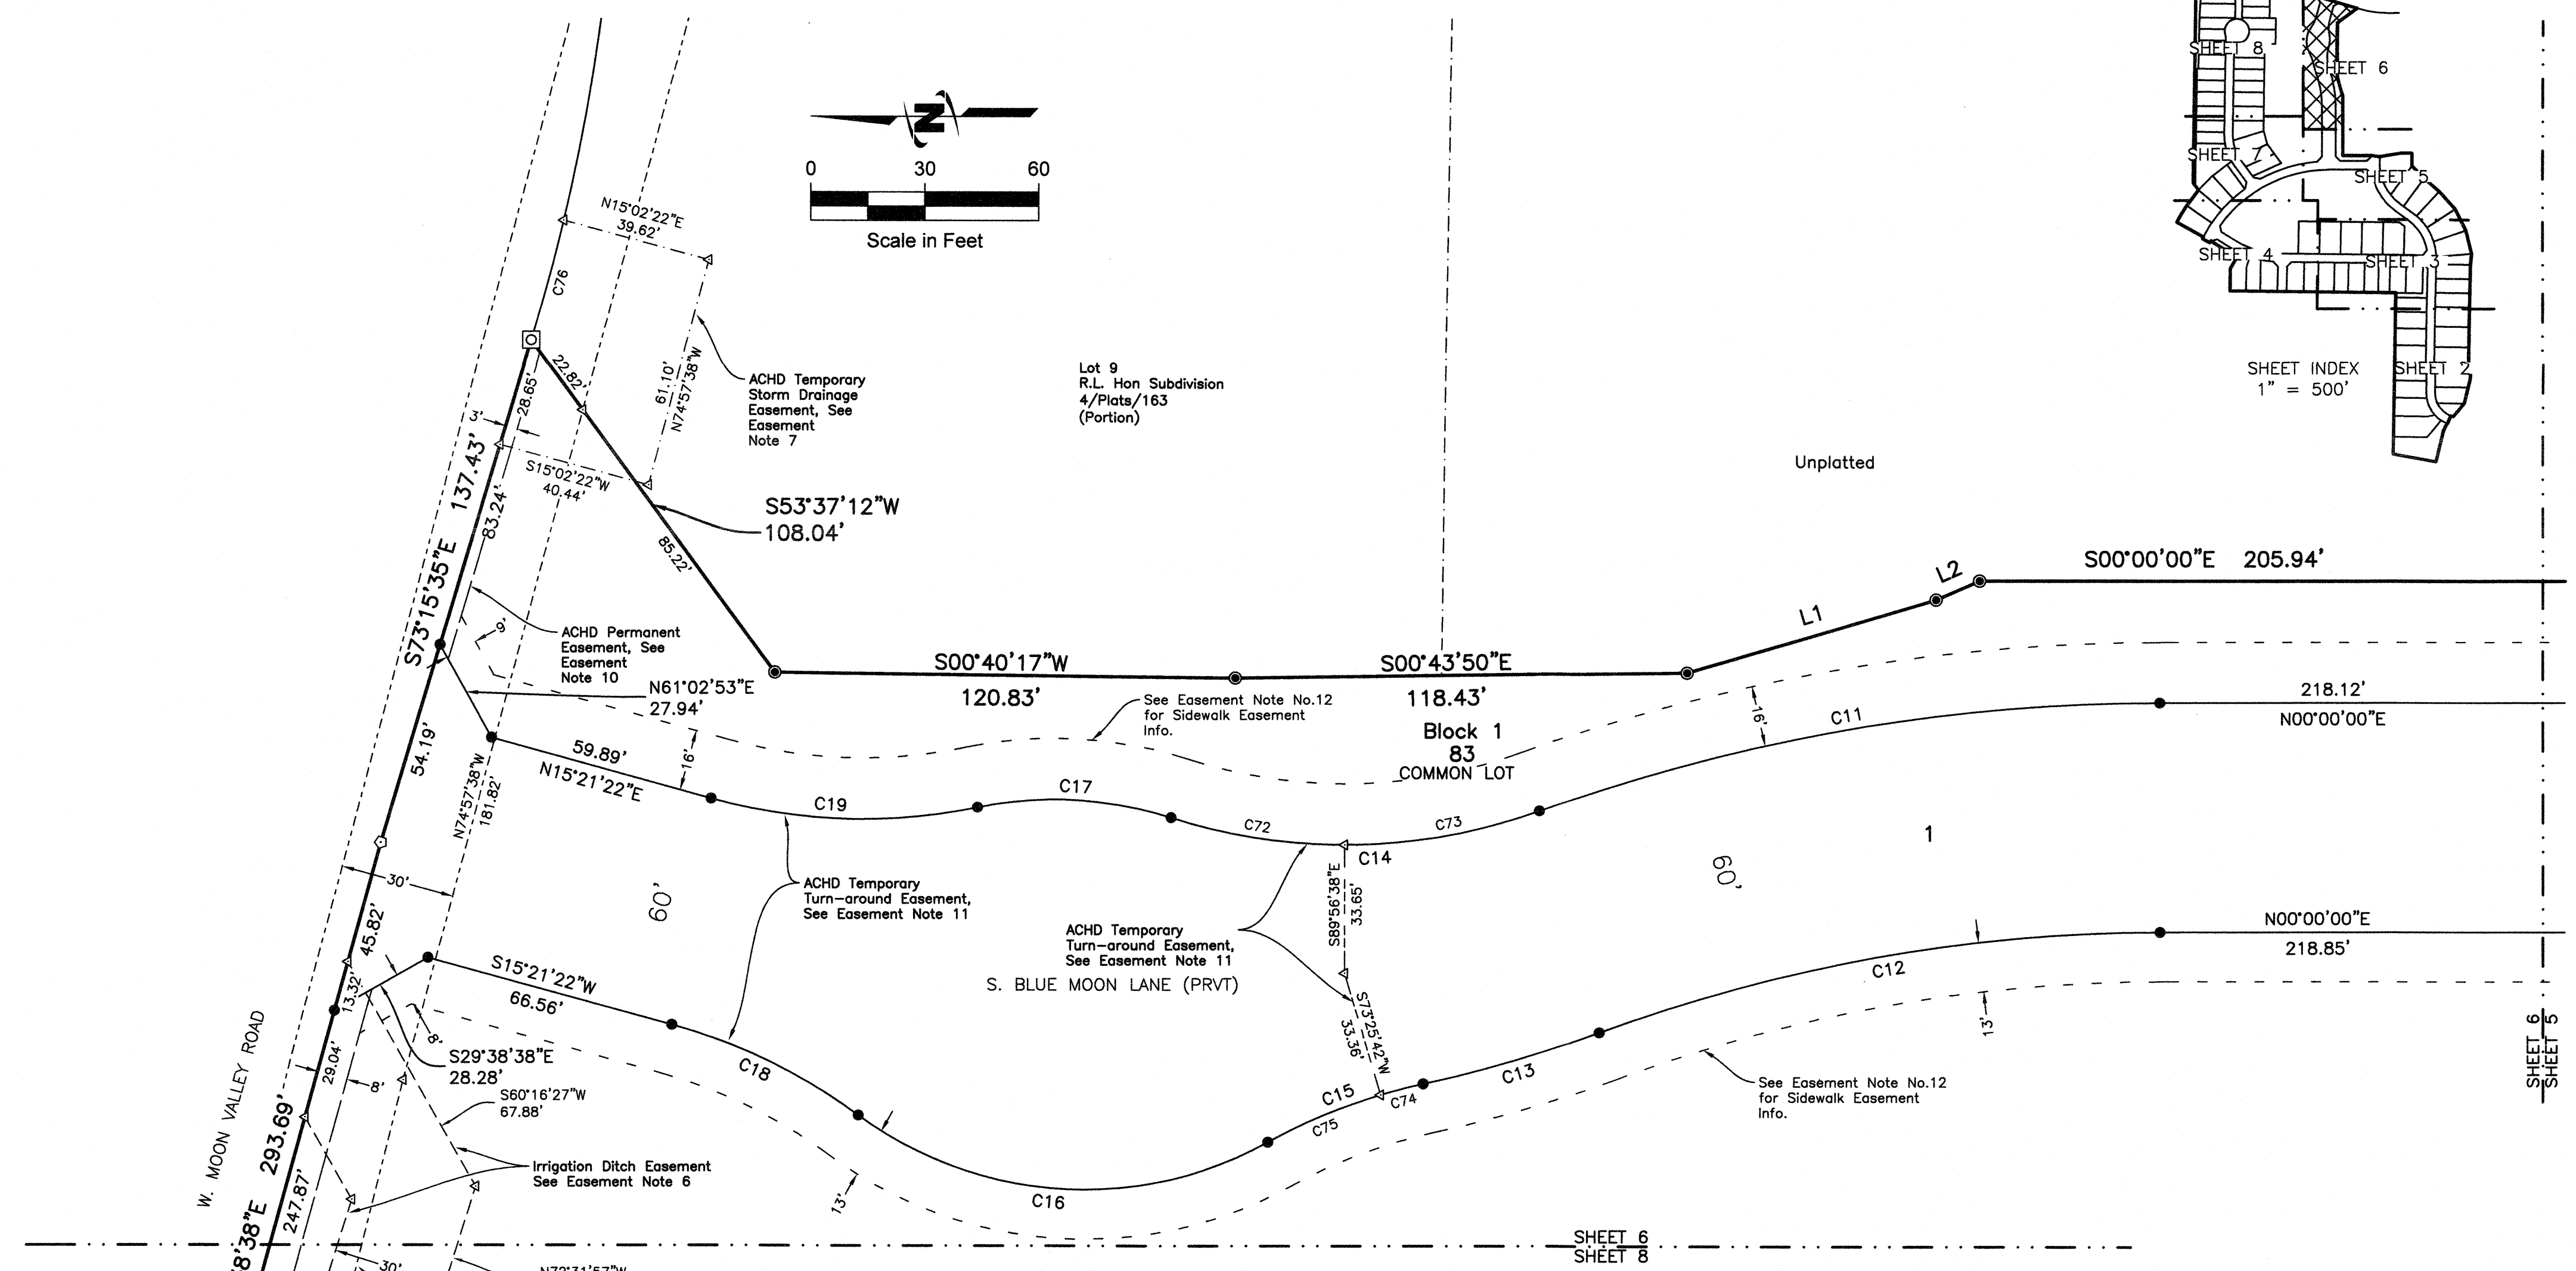 N
0 30 60
Scale in Feet
SHEET 8
SHEET 6
SHEET 7
SHEET 5
SHEET 4
SHEET 3
SHEET INDEX
1" = 500'
SHEET 2
N15°02'22"E
39.62'
C76
22.82'
28.65'
3'
61.10'
N74°57'38"W
ACHD Temporary
Storm Drainage
Easement, See
Easement
Note 7
Lot 9
R.L. Hon Subdivision
4/Plats/163
(Portion)
Unplatted
S15°02'22"W
40.44'
S73°15'35"E 137.43'
83.24'
S53°37'12"W
108.04'
85.22'
9'
ACHD Permanent
Easement, See
Easement
Note 10
N61°02'53"E
27.94'
S00°40'17"W
120.83'
S00°43'50"E
118.43'
L1
L2
S00°00'00"E 205.94'
See Easement Note No.12
for Sidewalk Easement
Info.
Block 1
83
COMMON LOT
16'
C11
218.12'
N00°00'00"E
54.19'
59.89'
N15°21'22"E
16'
N74°57'38"W
181.82'
C19
C17
C72
C73
C14
1
60'
30'
60'
ACHD Temporary
Turn-around Easement,
See Easement Note 11
ACHD Temporary
Turn-around Easement,
See Easement Note 11
S89°56'38"E
33.65'
N00°00'00"E
218.85'
45.82'
13.32'
S15°21'22"W
66.56'
S. BLUE MOON LANE (PRVT)
C12
13'
S73°25'42"W
33.36'
W. MOON VALLEY ROAD
29.04'
8'
8'
S29°38'38"E
28.28'
S60°16'27"W
67.88'
C18
C15
C74
C75
C13
See Easement Note No.12
for Sidewalk Easement
Info.
SHEET 6
SHEET 5
293.69'
247.87'
Irrigation Ditch Easement
See Easement Note 6
13'
C16
8'38"E
SHEET 6
SHEET 8
30'
N72°31'57"W